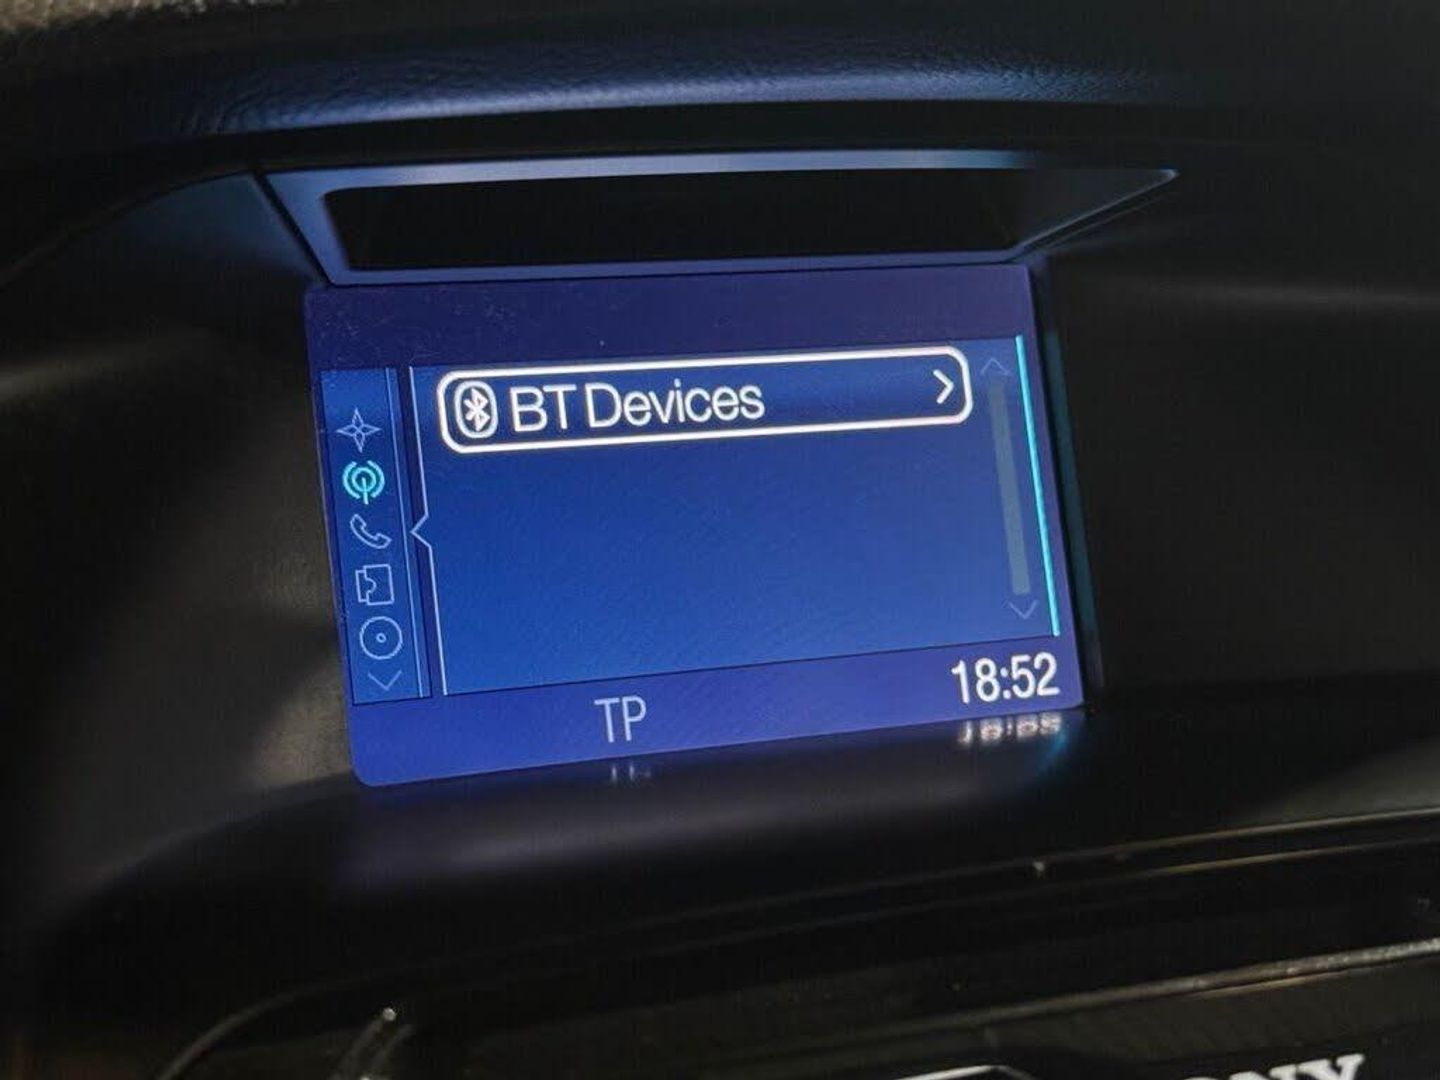 BT Devices
TP
18:52